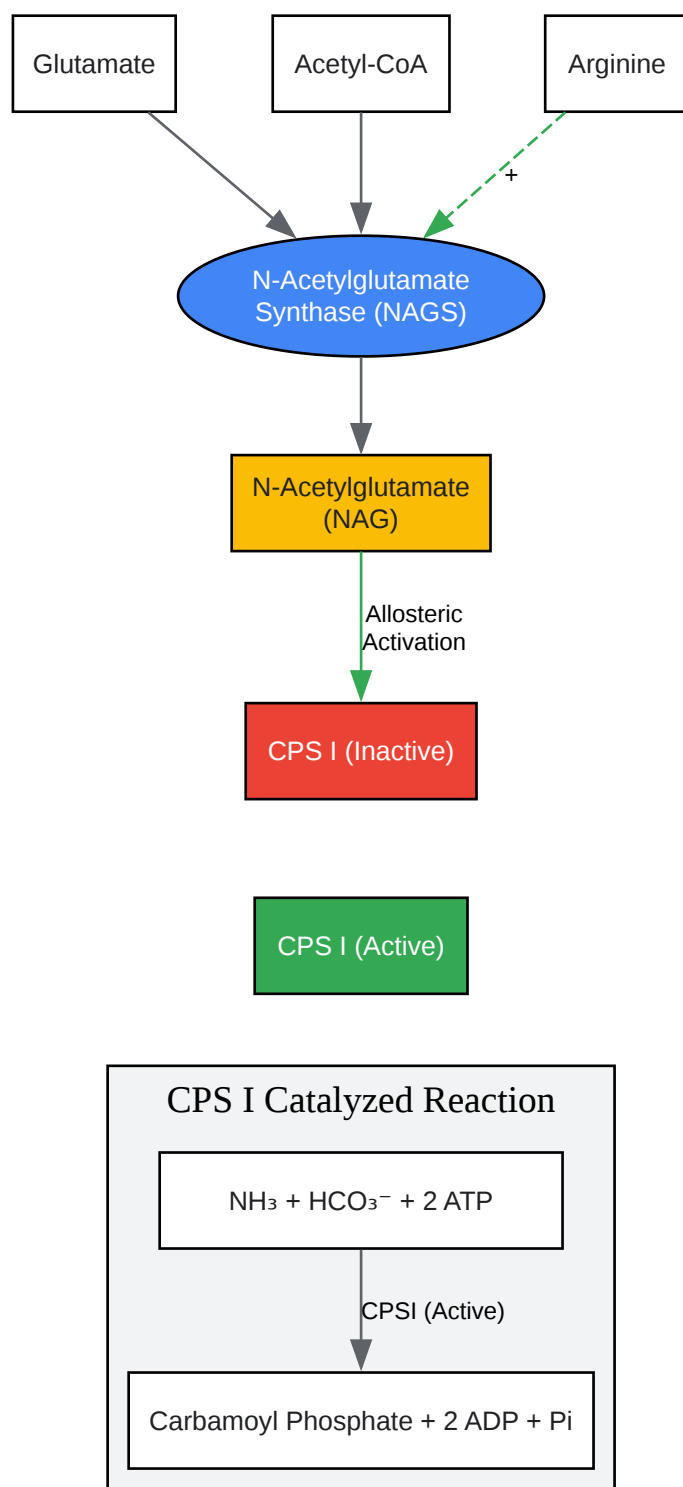 Glutamate
Acetyl-CoA
Arginine
+
N-Acetylglutamate
Synthase (NAGS)
N-Acetylglutamate
(NAG)
Allosteric
Activation
CPS I (Inactive)
CPS I (Active)
CPS I Catalyzed Reaction
NH₃ + HCO₃⁻ + 2 ATP
CPSI (Active)
Carbamoyl Phosphate + 2 ADP + Pi